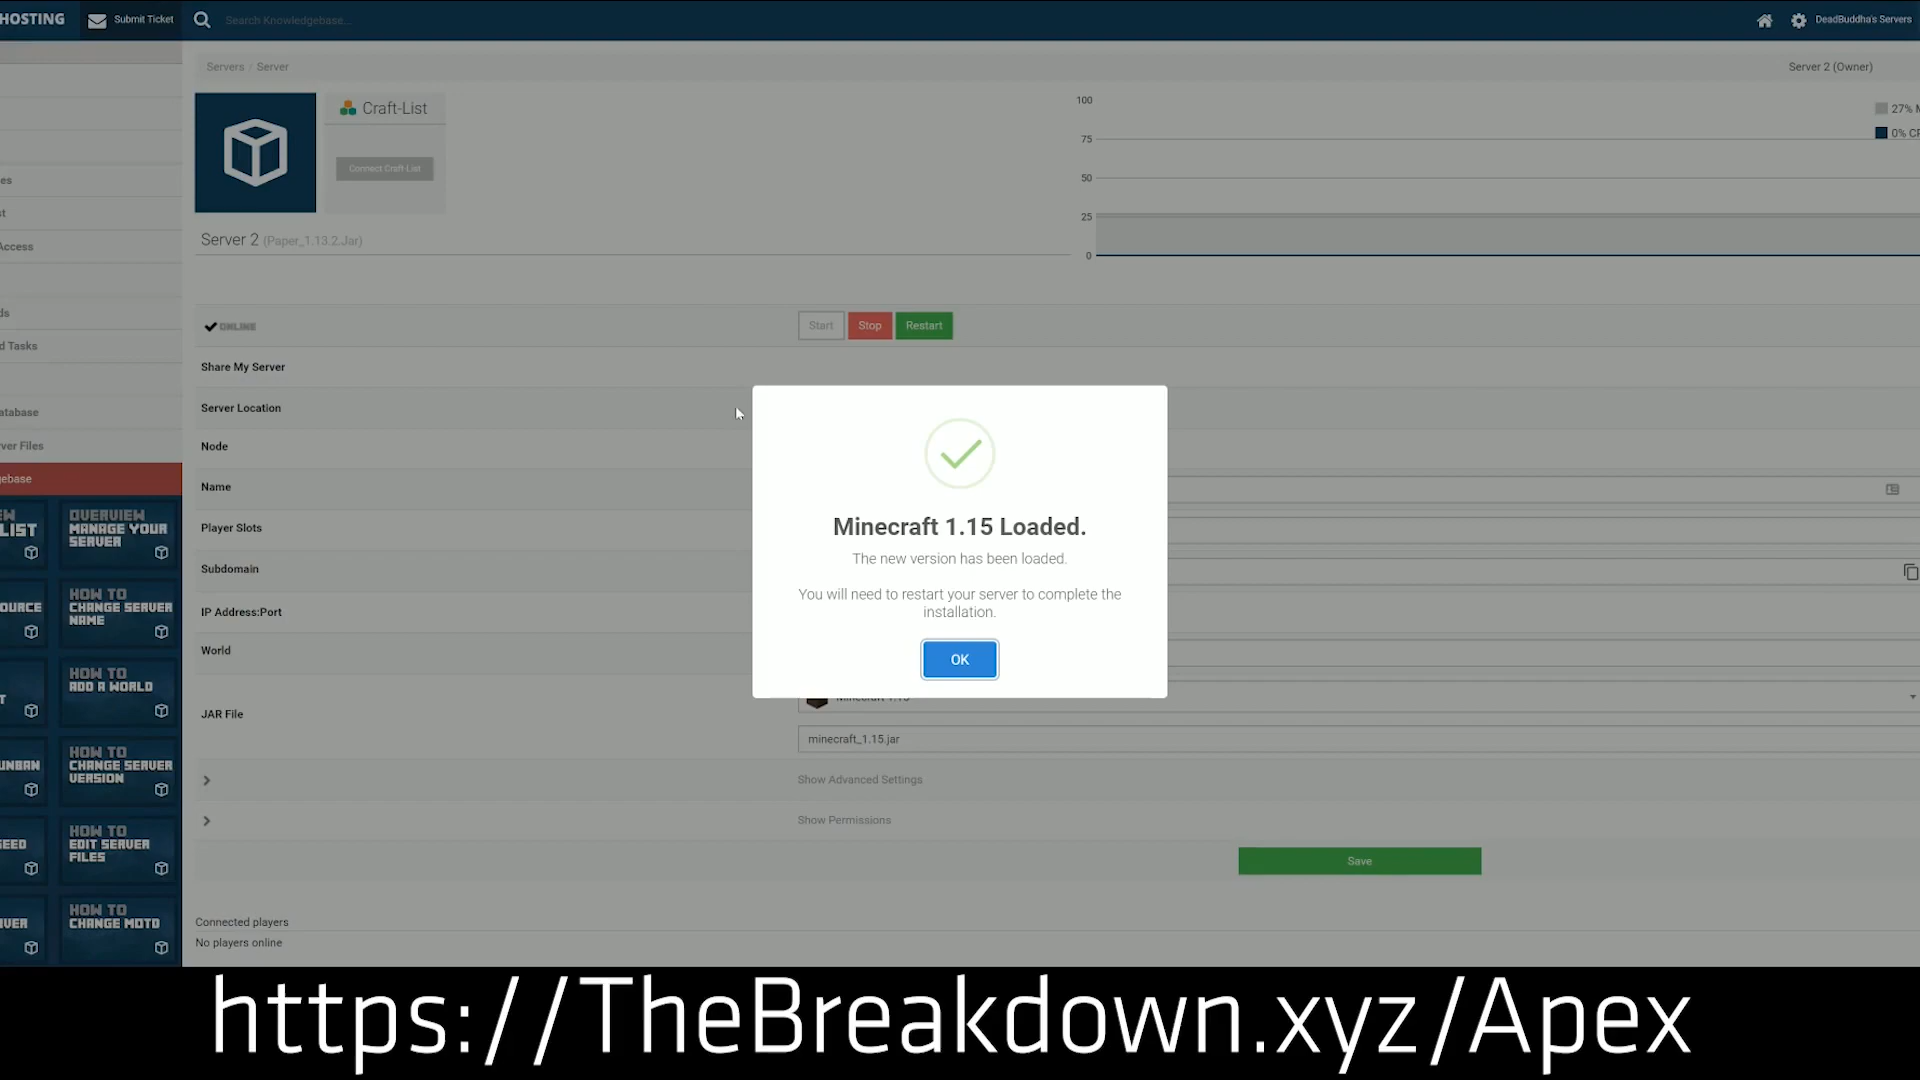 HOSTING
Submit Ticket
Search Knowledgebase...
DeadBuddha's Servers
Servers / Server
Server 2 (Owner)
Craft-List
Connect Craft List
100
75
50
25
0
27% M
0% CP
Server 2 (Paper_1.13.2.Jar)
ONLINE
Start
Stop
Restart
Share My Server
Server Location
Node
Name
Player Slots
Subdomain
IP Address:Port
World
JAR File
minecraft_1.15.jar
Show Advanced Settings
Show Permissions
Save
Connected players
No players online
Minecraft 1.15 Loaded.
The new version has been loaded.
You will need to restart your server to complete the
installation.
OK
es
st
Access
ds
d Tasks
atabase
ver Files
gebase
EW
LIST
OVERVIEW
MANAGE YOUR
SERVER
OURCE
HOW TO
CHANGE SERVER
NAME
T
HOW TO
ADD A WORLD
UNBAN
HOW TO
CHANGE SERVER
VERSION
SEED
HOW TO
EDIT SERVER
FILES
VER
HOW TO
CHANGE MOTD
https://TheBreakdown.xyz/Apex